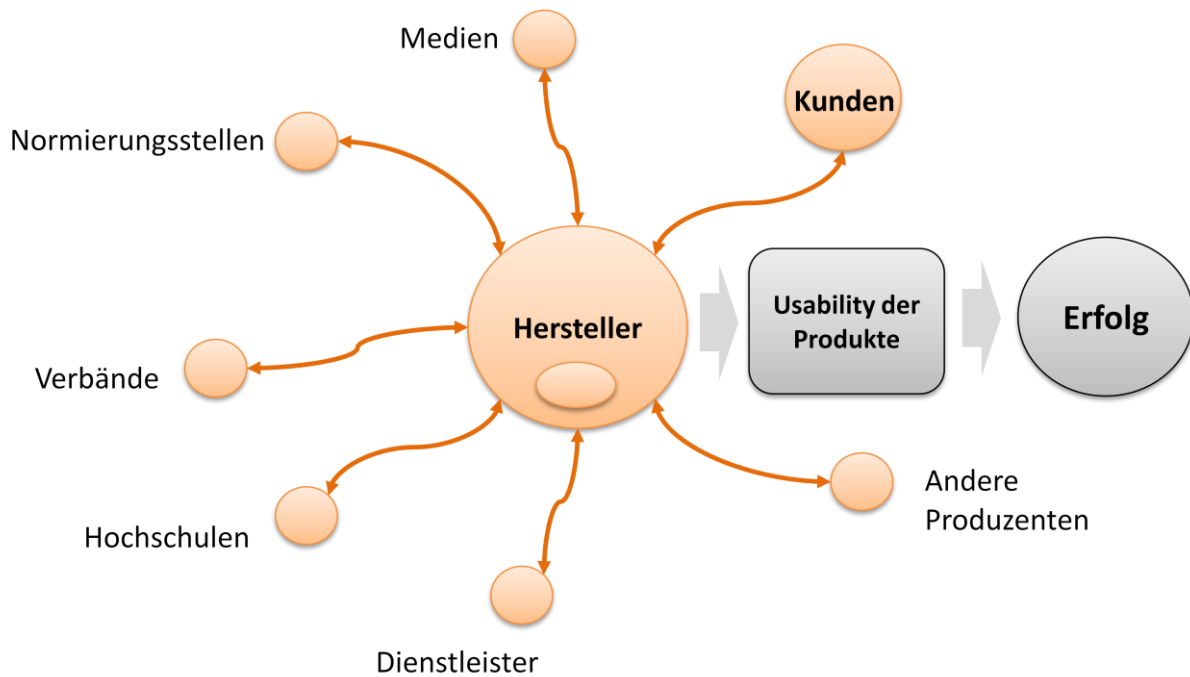 Medien
Kunden
Normierungsstellen
Hersteller
Usability der
Produkte
Erfolg
Verbände
Andere
Produzenten
Hochschulen
Dienstleister